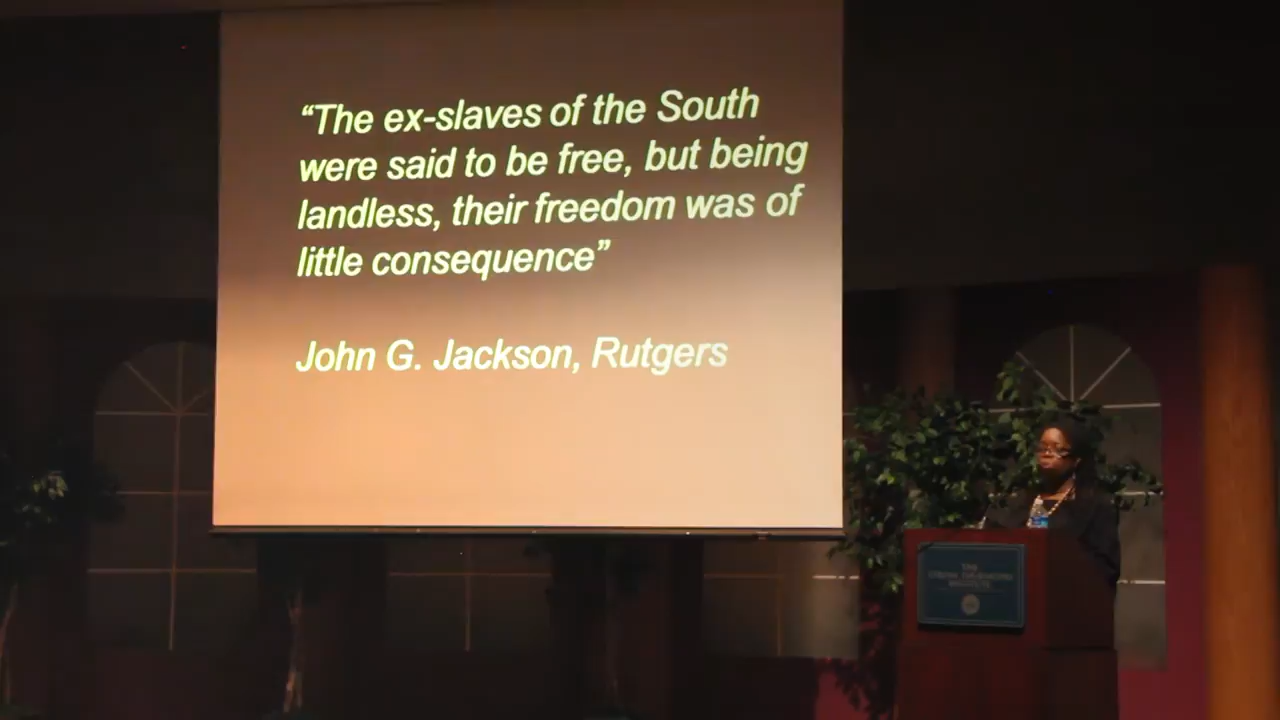 “The ex-slaves of the South
were said to be free, but being
landless, their freedom was of
little consequence”
John G. Jackson, Rutgers
THE